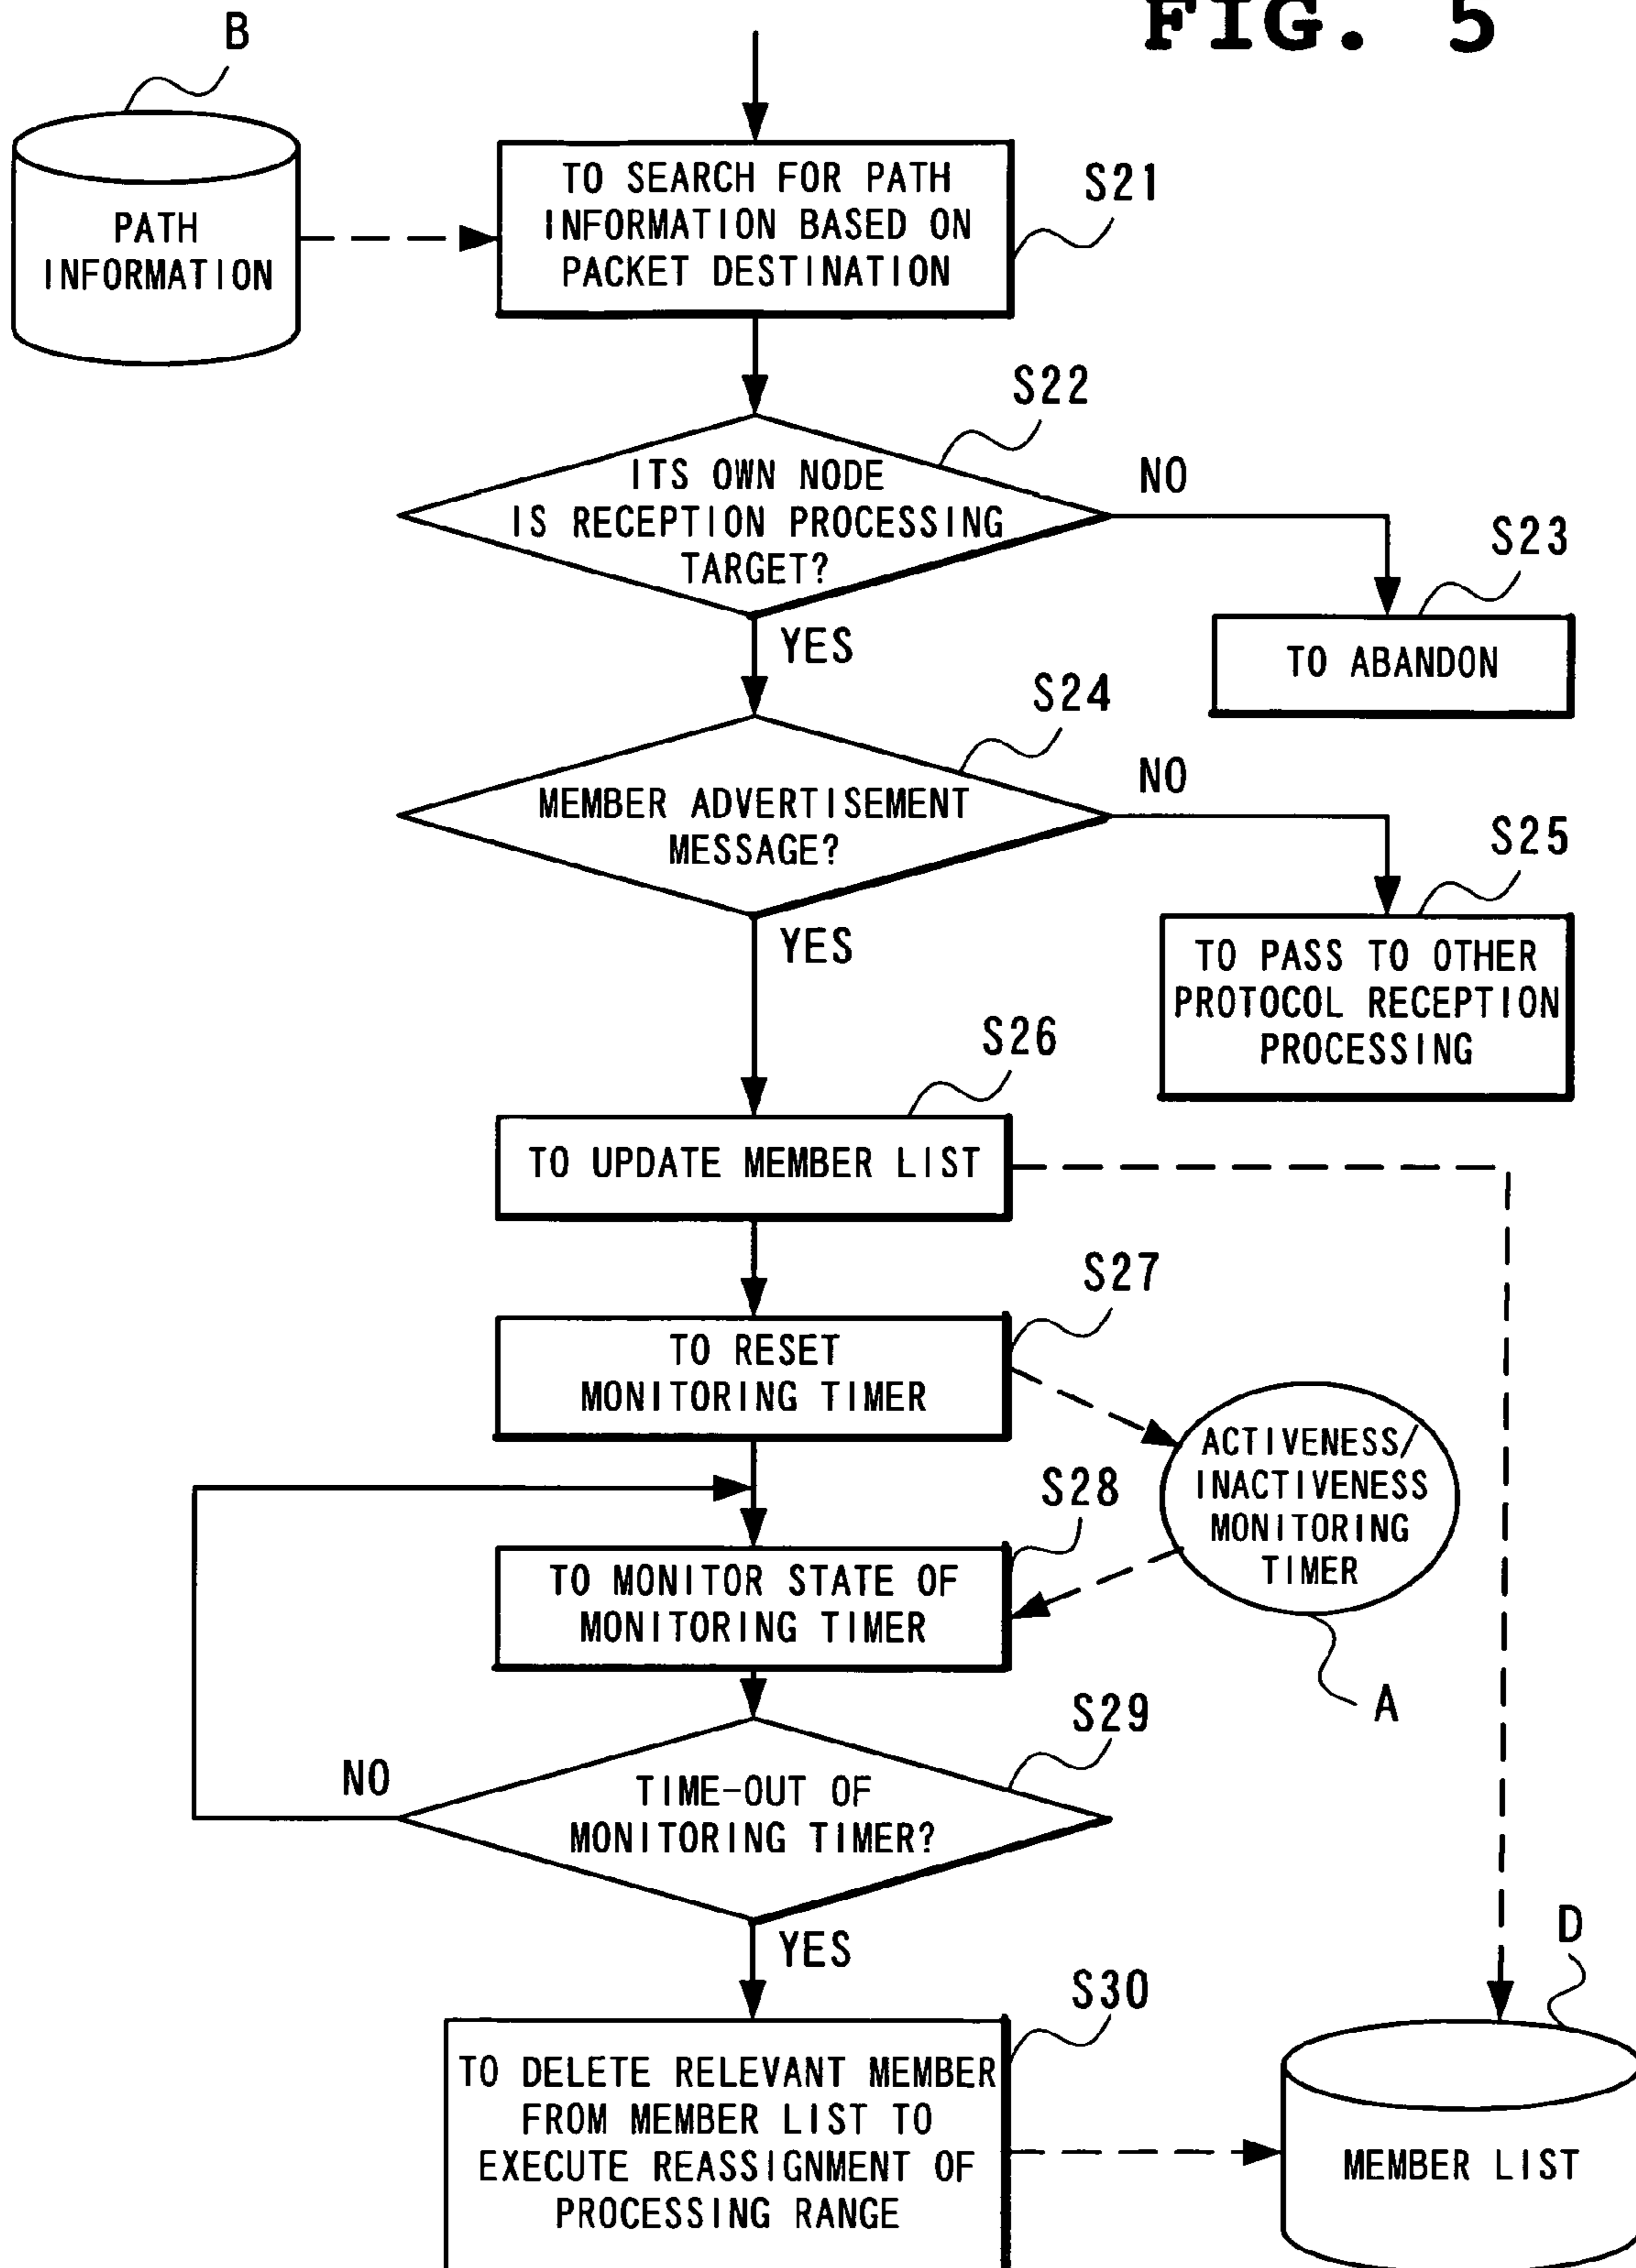 FIG. 5
B
PATH
INFORMATION
TO SEARCH FOR PATH
INFORMATION BASED ON
PACKET DESTINATION
S21
S22
ITS OWN NODE
IS RECEPTION PROCESSING
TARGET?
NO
YES
S23
TO ABANDON
S24
MEMBER ADVERTISEMENT
MESSAGE?
NO
YES
S25
TO PASS TO OTHER
PROTOCOL RECEPTION
PROCESSING
S26
TO UPDATE MEMBER LIST
S27
TO RESET
MONITORING TIMER
ACTIVENESS/
INACTIVENESS
MONITORING
TIMER
A
S28
TO MONITOR STATE OF
MONITORING TIMER
S29
TIME-OUT OF
MONITORING TIMER?
NO
YES
S30
TO DELETE RELEVANT MEMBER
FROM MEMBER LIST TO
EXECUTE REASSIGNMENT OF
PROCESSING RANGE
D
MEMBER LIST